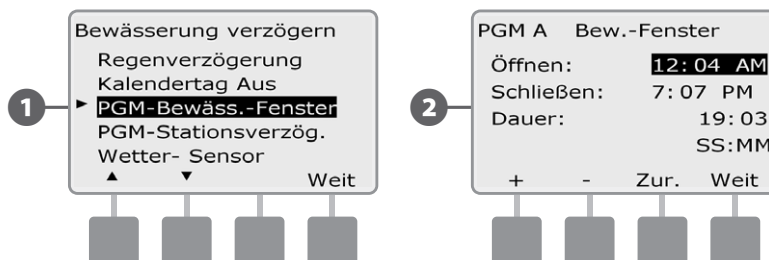 1
Bewässerung verzögern
Regenverzögerung
Kalendertag Aus
PGM-Bewäss.-Fenster
PGM-Stationsverzög.
Wetter- Sensor
Weit
2
PGM A Bew.-Fenster
Öffnen: 12:04 AM
Schließen: 7:07 PM
Dauer: 19:03
SS:MM
+ - Zur. Weit